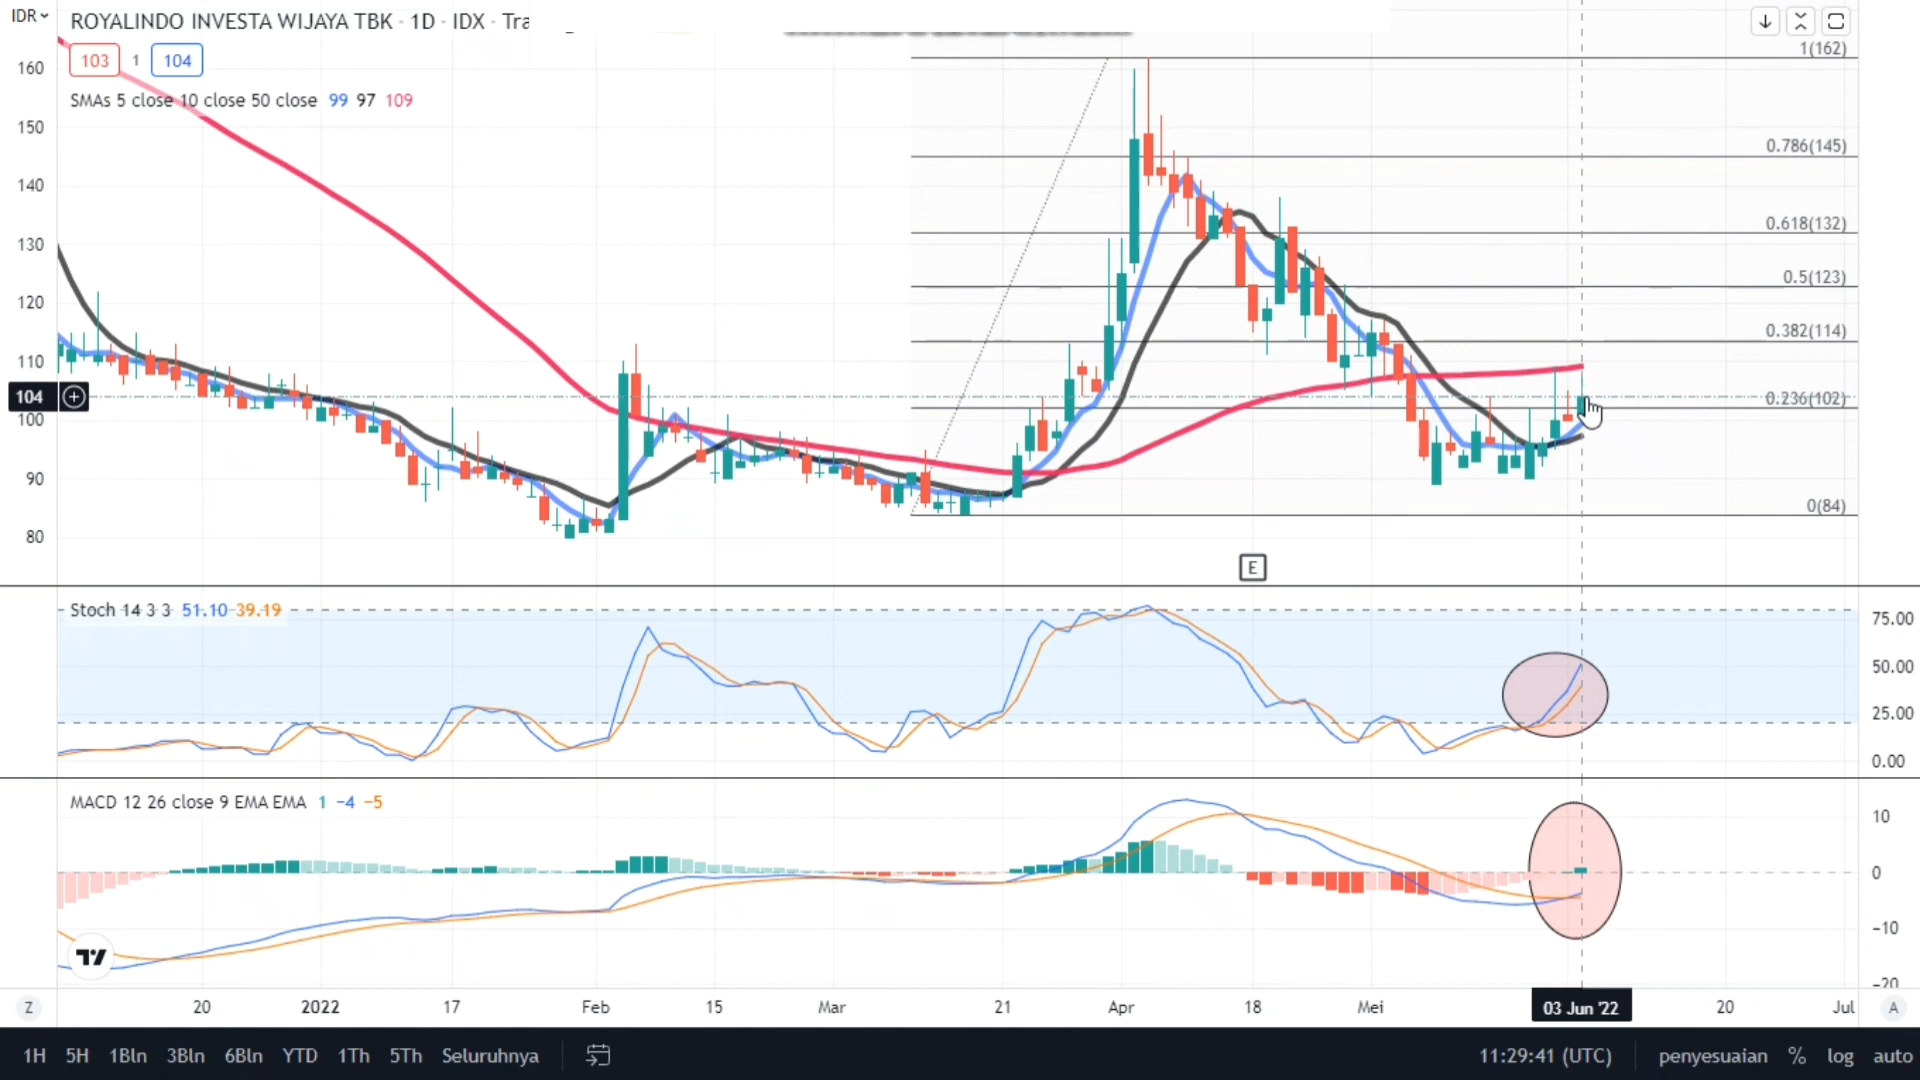 IDR
ROYALINDO INVESTA WIJAYA TBK · 1D · IDX · Tra
103 1 104
SMAs 5 close 10 close 50 close 99 97 109
160
150
140
130
120
110
104
100
90
80
1(162)
0.786(145)
0.618(132)
0.5(123)
0.382(114)
0.236(102)
0(84)
E
Stoch 14 3 3 51.10 39.19
75.00
50.00
25.00
0.00
MACD 12 26 close 9 EMA EMA 1 −4 −5
10
0
−10
−20
Z 20 2022 17 Feb 15 Mar 21 Apr 18 Mei 03 Jun '22 20 Jul A
1H 5H 1Bln 3Bln 6Bln YTD 1Th 5Th Seluruhnya 11:29:41 (UTC) penyesuaian % log auto